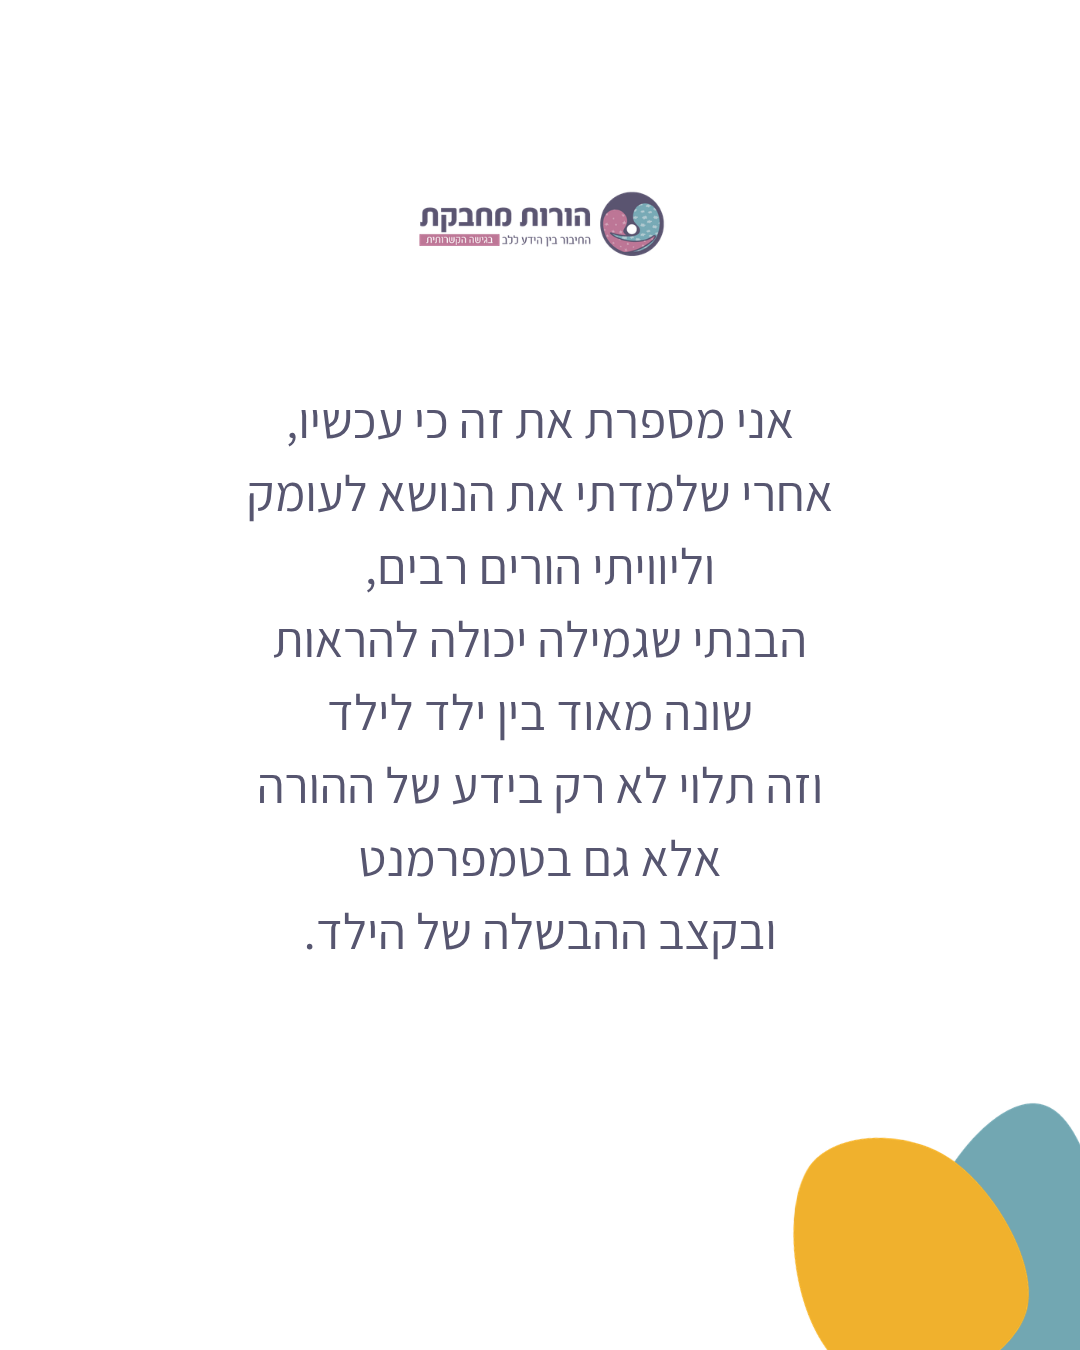 הורות מחבקת
החיבור בין הידע ללב בגישה הקשרותית
אני מספרת את זה כי עכשיו,
אחרי שלמדתי את הנושא לעומק
וליוויתי הורים רבים,
הבנתי שגמילה יכולה להראות
שונה מאוד בין ילד לילד
וזה תלוי לא רק בידע של ההורה
אלא גם בטמפרמנט
ובקצב ההבשלה של הילד.